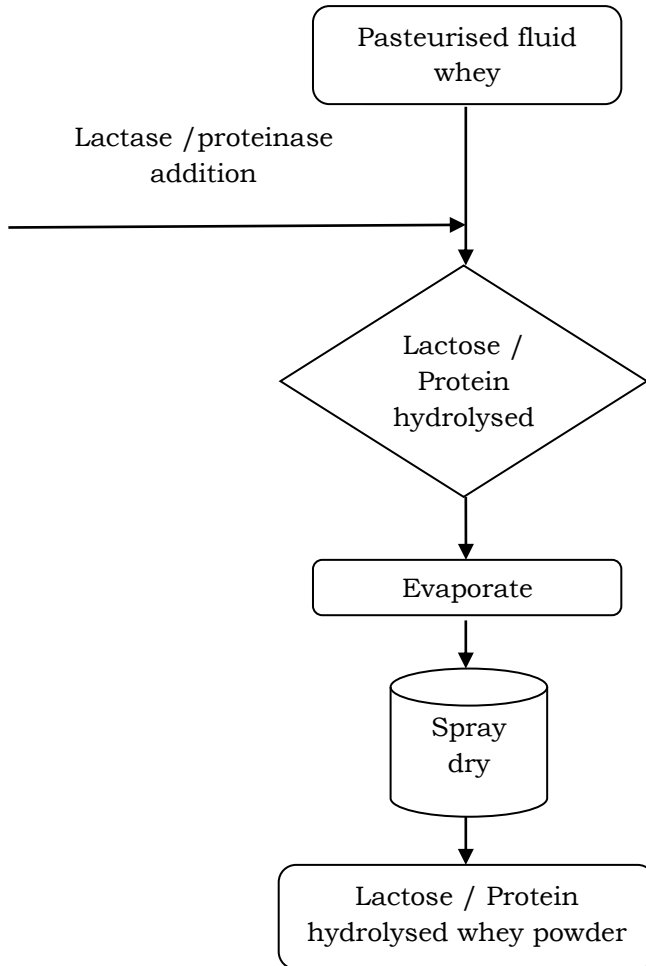 Pasteurised fluid
whey
Lactase /proteinase
addition
Lactose /
Protein
hydrolysed
Evaporate
Spray
dry
Lactose / Protein
hydrolysed whey powder